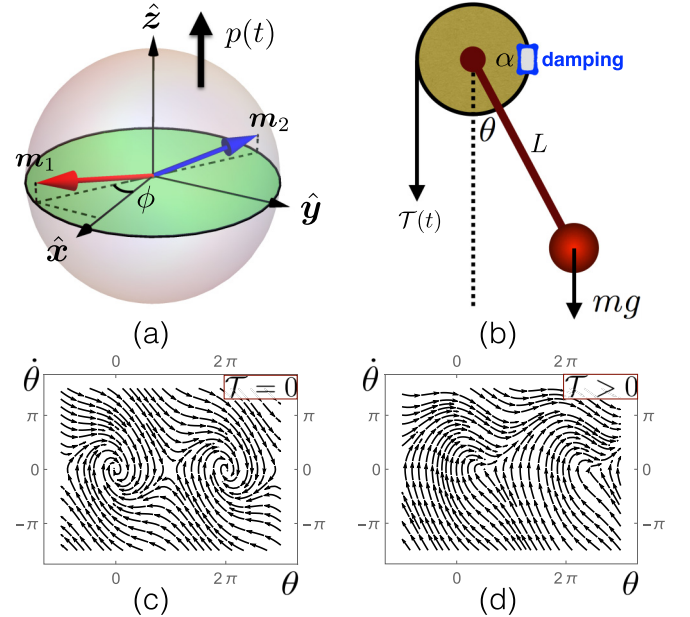 ẑ
p(t)
m₂
m₁
ϕ
ŷ
x̂
(a)
α
damping
θ
L
𝒯(t)
mg
(b)
θ̇
0
2π
𝒯 = 0
π
π
0
0
−π
−π
0
2π
θ
(c)
θ̇
0
2π
𝒯 > 0
π
π
0
0
−π
−π
0
2π
θ
(d)